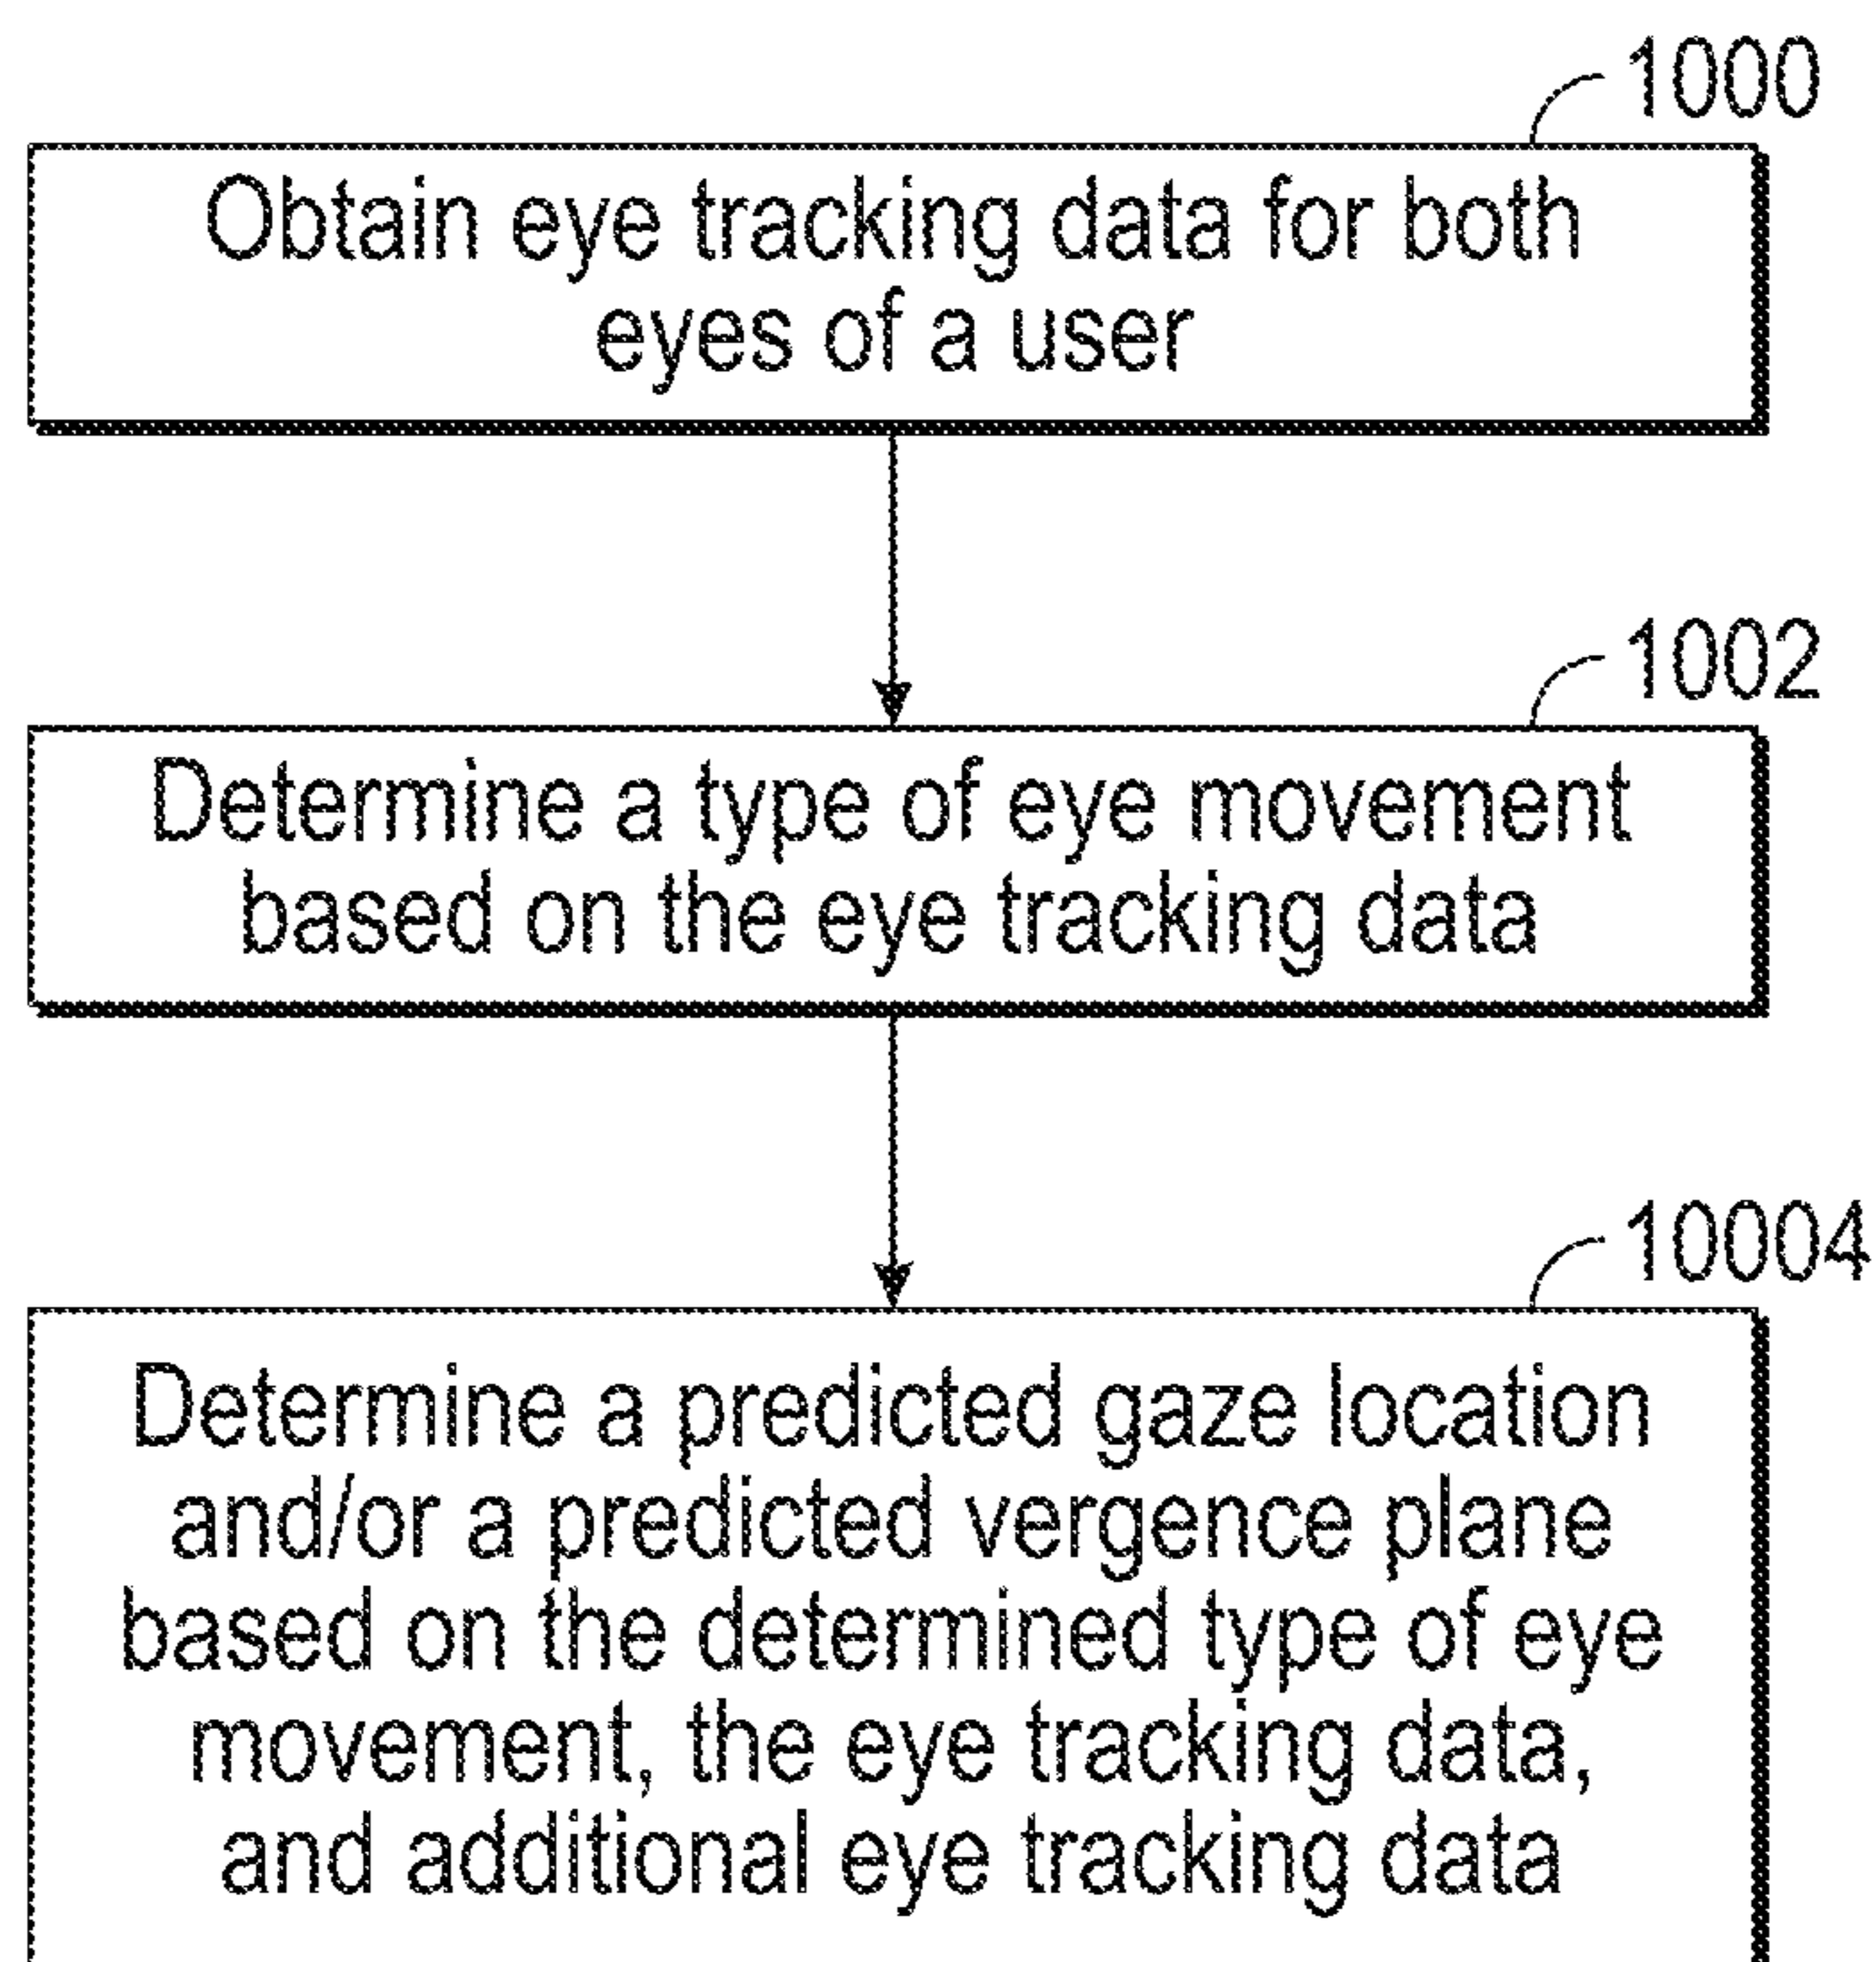 1000
Obtain eye tracking data for both
eyes of a user
1002
Determine a type of eye movement
based on the eye tracking data
10004
Determine a predicted gaze location
and/or a predicted vergence plane
based on the determined type of eye
movement, the eye tracking data,
and additional eye tracking data